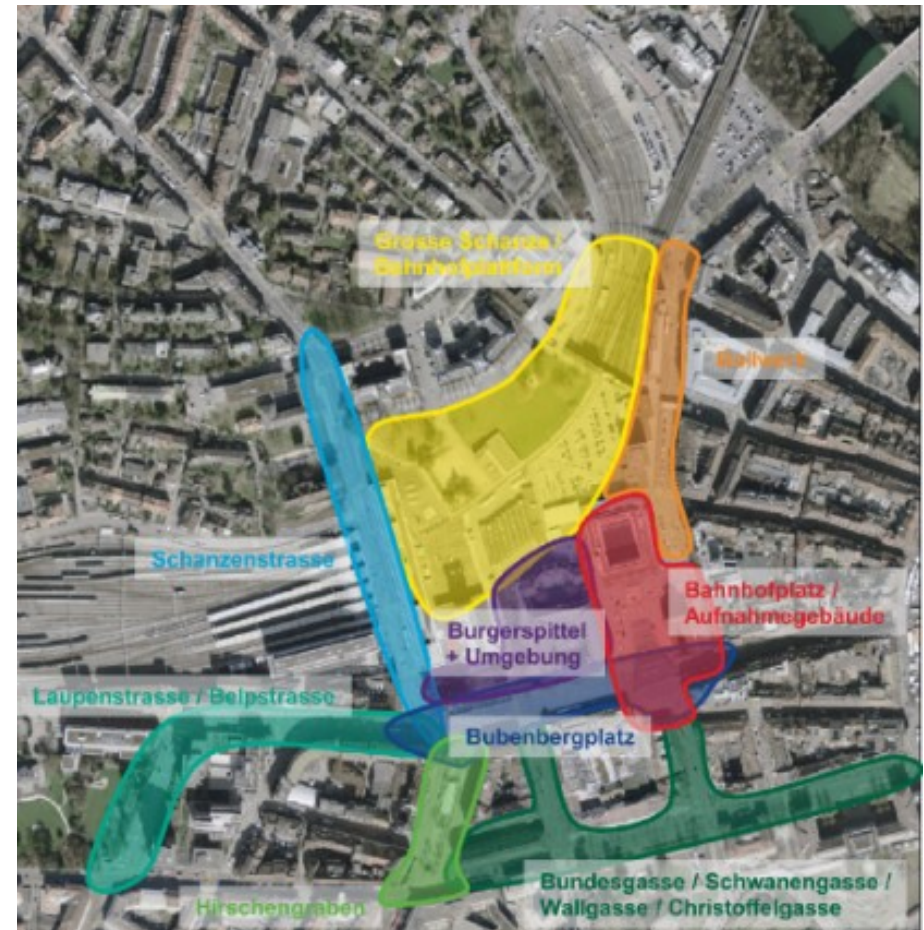 Grosse Schanze /
Bahnhofplattform
Bollwerk
Schanzenstrasse
Bahnhofplatz /
Aufnahmegebäude
Burgerspittel
+ Umgebung
Laupenstrasse / Belpstrasse
Bubenbergplatz
Bundesgasse / Schwanengasse /
Wallgasse / Christoffelgasse
Hirschengraben